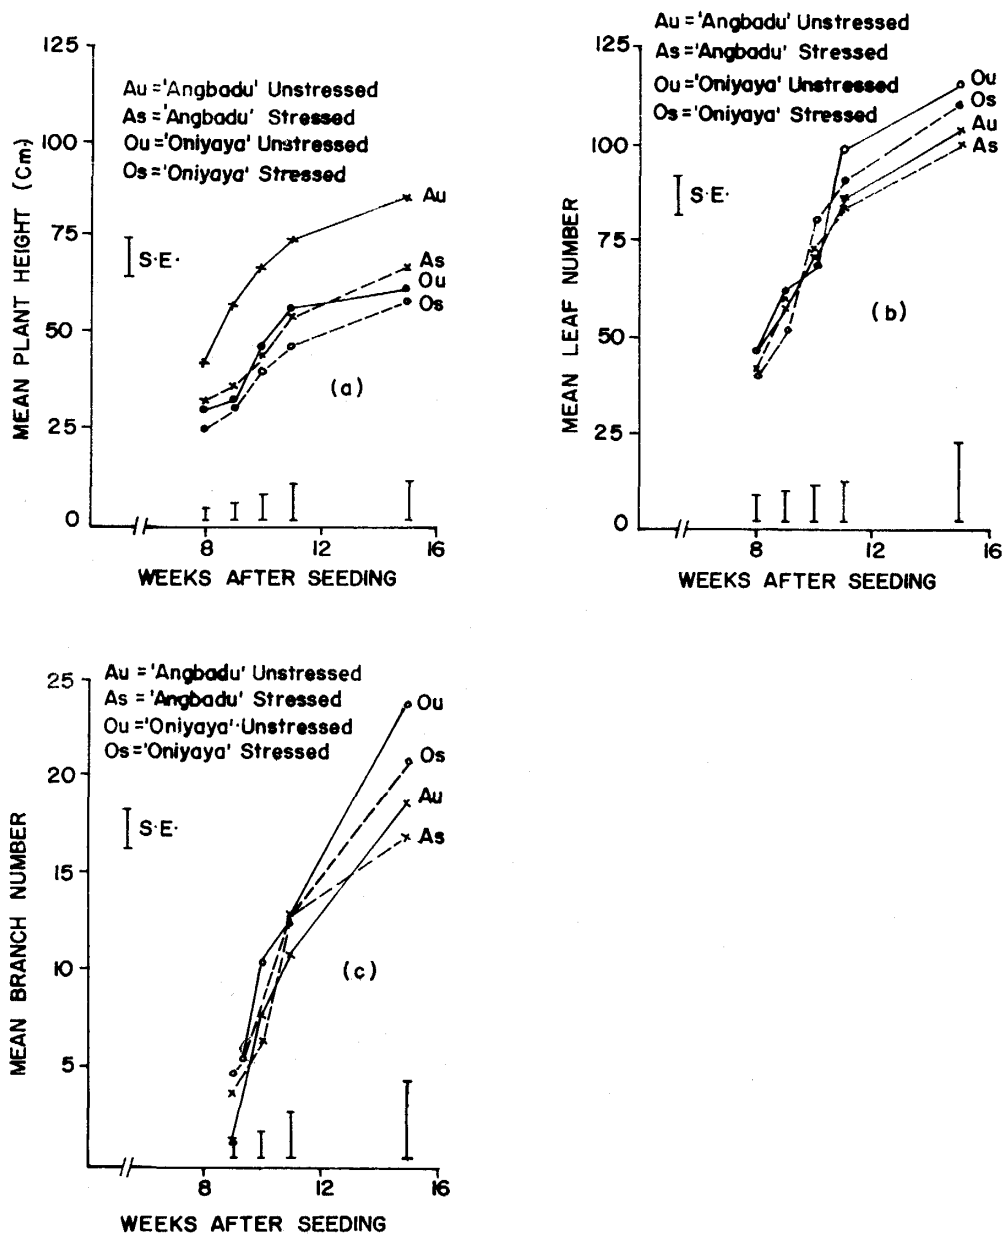 125
Au ='Angbadu' Unstressed
As ='Angbadu' Stressed
Ou ='Oniyaya' Unstressed
Os ='Oniyaya' Stressed
100
75
50
25
0
S·E·
Au
As
Ou
Os
(a)
MEAN PLANT HEIGHT (Cm)
8 12 16
WEEKS AFTER SEEDING
Au ='Angbadu' Unstressed
As ='Angbadu' Stressed
Ou ='Oniyaya' Unstressed
Os ='Oniyaya' Stressed
125
100
75
50
25
0
S·E·
Ou
Os
Au
As
(b)
MEAN LEAF NUMBER
8 12 16
WEEKS AFTER SEEDING
Au ='Angbadu' Unstressed
As ='Angbadu' Stressed
Ou ='Oniyaya' Unstressed
Os ='Oniyaya' Stressed
25
20
15
10
5
S·E·
Ou
Os
Au
As
(c)
MEAN BRANCH NUMBER
8 12 16
WEEKS AFTER SEEDING